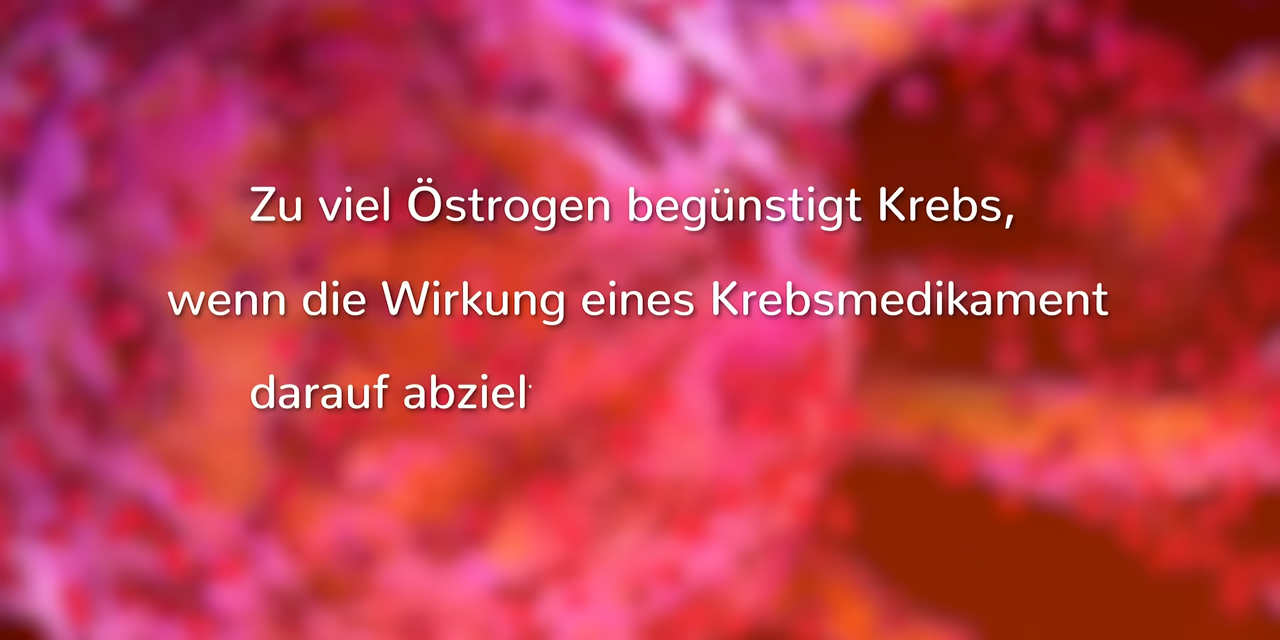 Zu viel Östrogen begünstigt Krebs,
wenn die Wirkung eines Krebsmedikament
darauf abziel